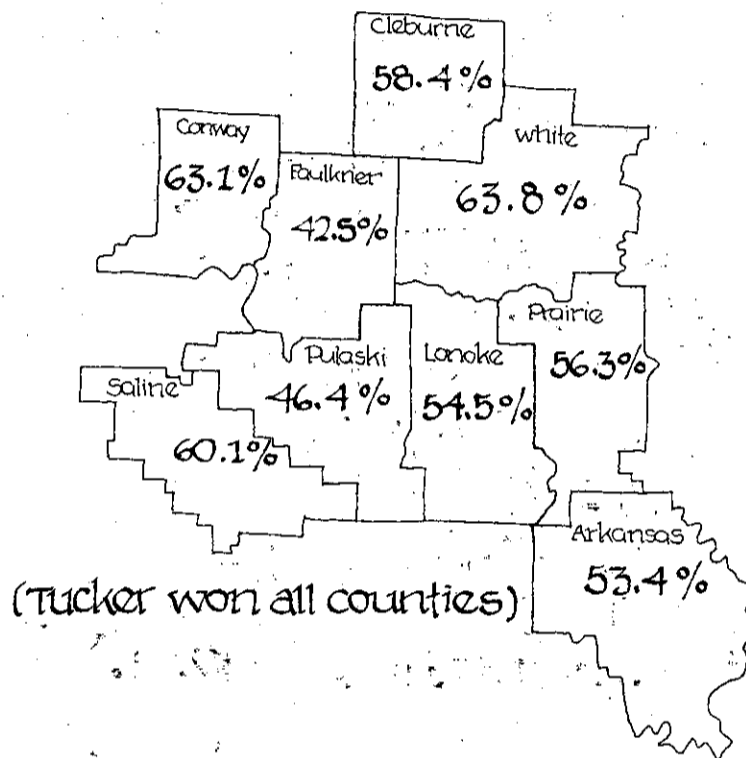 Cleburne
58.4%
Conway
63.1%
Faulkner
42.5%
White
63.8%
Prairie
56.3%
Pulaski
46.4%
Lonoke
54.5%
Saline
60.1%
Arkansas
53.4%
(Tucker won all counties)